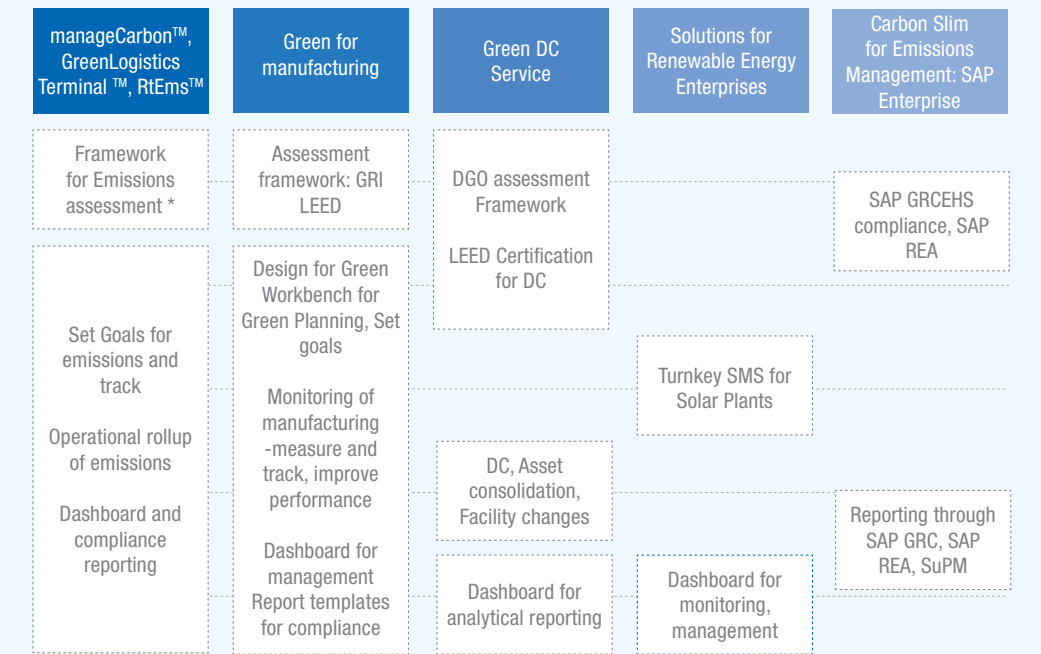 manageCarbon™,
GreenLogistics
Terminal ™, RtEms™
Green for
manufacturing
Green DC
Service
Solutions for
Renewable Energy
Enterprises
Carbon Slim
for Emissions
Management: SAP
Enterprise
Framework
for Emissions
assessment *
Set Goals for
emissions and
track
Operational rollup
of emissions
Dashboard and
compliance
reporting
Assessment
framework: GRI
LEED
Design for Green
Workbench for
Green Planning, Set
goals
Monitoring of
manufacturing
-measure and
track, improve
performance
Dashboard for
management
Report templates
for compliance
DGO assessment
Framework
LEED Certification
for DC
DC, Asset
consolidation,
Facility changes
Dashboard for
analytical reporting
Turnkey SMS for
Solar Plants
Dashboard for
monitoring,
management
SAP GRCEHS
compliance, SAP
REA
Reporting through
SAP GRC, SAP
REA, SuPM